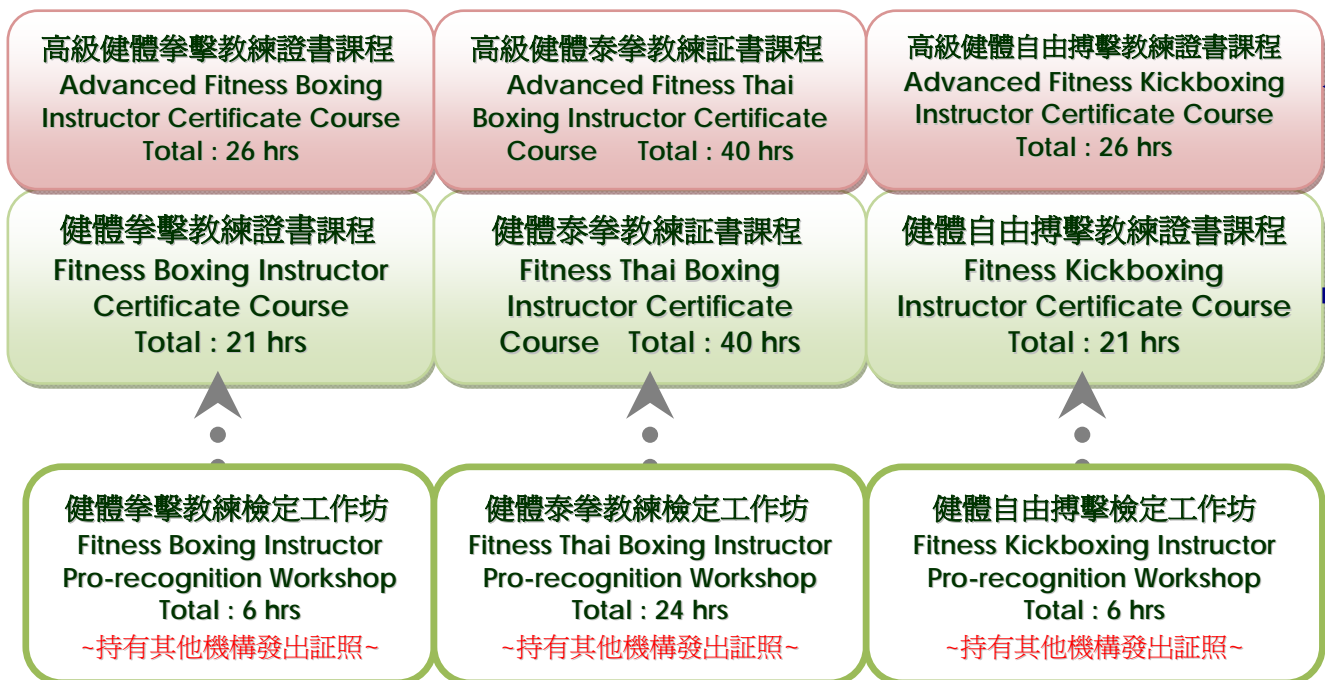 高級健體拳擊教練證書課程
Advanced Fitness Boxing
Instructor Certificate Course
Total : 26 hrs
高級健體泰拳教練証書課程
Advanced Fitness Thai
Boxing Instructor Certificate
Course Total : 40 hrs
高級健體自由搏擊教練證書課程
Advanced Fitness Kickboxing
Instructor Certificate Course
Total : 26 hrs
健體拳擊教練證書課程
Fitness Boxing Instructor
Certificate Course
Total : 21 hrs
健體泰拳教練証書課程
Fitness Thai Boxing
Instructor Certificate
Course Total : 40 hrs
健體自由搏擊教練證書課程
Fitness Kickboxing
Instructor Certificate Course
Total : 21 hrs
健體拳擊教練檢定工作坊
Fitness Boxing Instructor
Pro-recognition Workshop
Total : 6 hrs
~持有其他機構發出証照~
健體泰拳教練檢定工作坊
Fitness Thai Boxing Instructor
Pro-recognition Workshop
Total : 24 hrs
~持有其他機構發出証照~
健體自由搏擊檢定工作坊
Fitness Kickboxing Instructor
Pro-recognition Workshop
Total : 6 hrs
~持有其他機構發出証照~